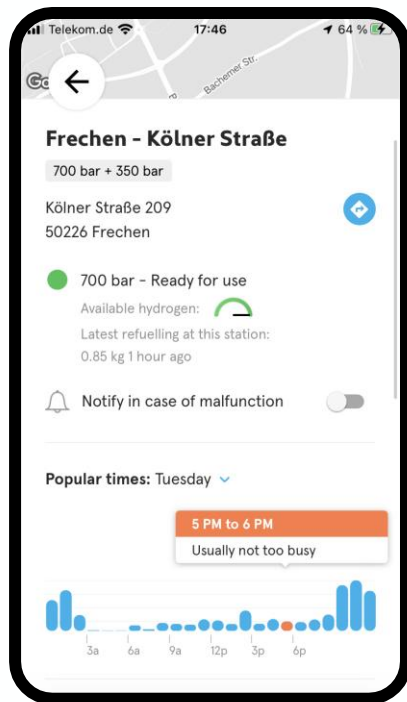 Telekom.de 17:46 64 %
Bachemer Str.
Go
Frechen - Kölner Straße
700 bar + 350 bar
Kölner Straße 209
50226 Frechen
700 bar – Ready for use
Available hydrogen:
Latest refuelling at this station:
0.85 kg 1 hour ago
Notify in case of malfunction
Popular times: Tuesday
5 PM to 6 PM
Usually not too busy
3a 6a 9a 12p 3p 6p